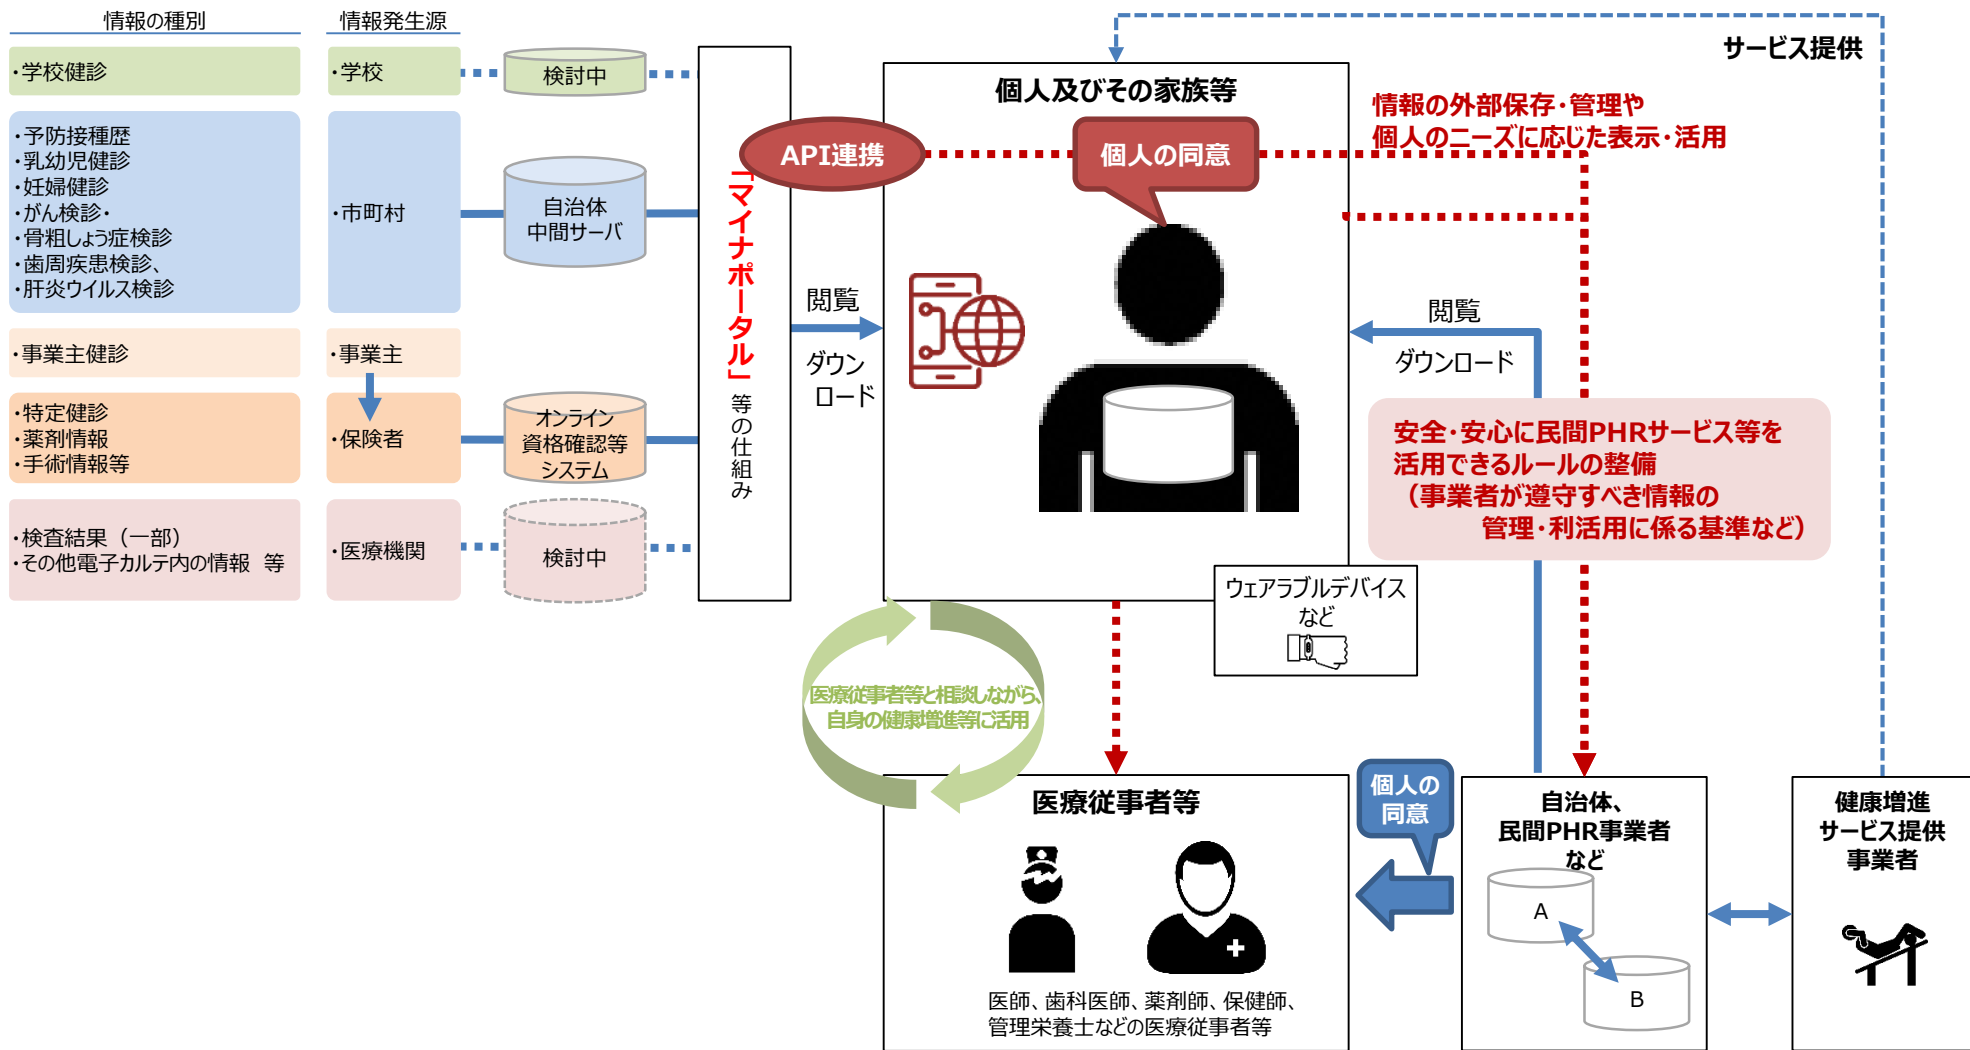 情報の種別
情報発生源
・学校健診
・学校
検討中
・予防接種歴
・乳幼児健診
・妊婦健診
・がん検診・
・骨粗しょう症検診
・歯周疾患検診、
・肝炎ウイルス検診
・市町村
自治体
中間サーバ
・事業主健診
・事業主
・特定健診
・薬剤情報
・手術情報等
・保険者
オンライン
資格確認等
システム
・検査結果（一部）
・その他電子カルテ内の情報　等
・医療機関
検討中
「マイナポータル」等の仕組み
API連携
閲覧
ダウン
ロード
個人及びその家族等
個人の同意
サービス提供
情報の外部保存・管理や
個人のニーズに応じた表示・活用
閲覧
ダウンロード
安全・安心に民間PHRサービス等を
活用できるルールの整備
（事業者が遵守すべき情報の
管理・利活用に係る基準など）
ウェアラブルデバイス
など
医療従事者等と相談しながら、
自身の健康増進等に活用
医療従事者等
医師、歯科医師、薬剤師、保健師、
管理栄養士などの医療従事者等
個人の
同意
自治体、
民間PHR事業者
など
A
B
健康増進
サービス提供
事業者